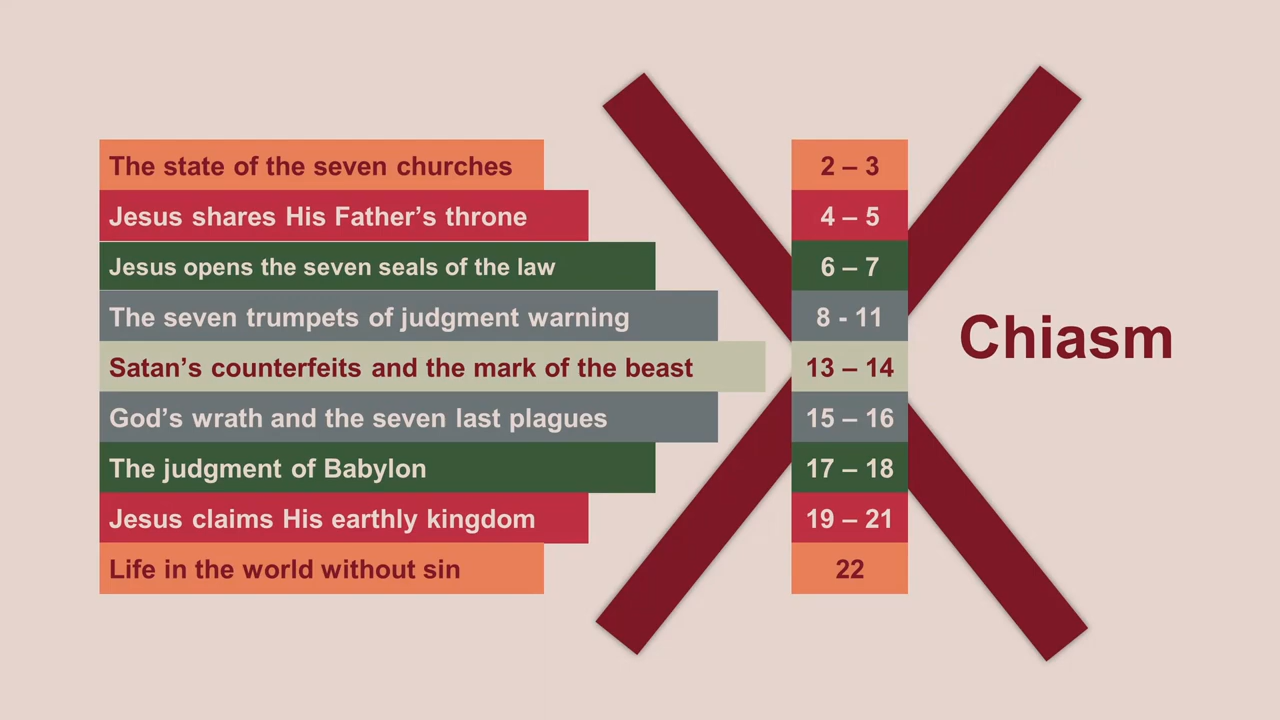 The state of the seven churches 2 – 3
Jesus shares His Father’s throne 4 – 5
Jesus opens the seven seals of the law 6 – 7
The seven trumpets of judgment warning 8 - 11
Satan’s counterfeits and the mark of the beast 13 – 14
God’s wrath and the seven last plagues 15 – 16
The judgment of Babylon 17 – 18
Jesus claims His earthly kingdom 19 – 21
Life in the world without sin 22
Chiasm